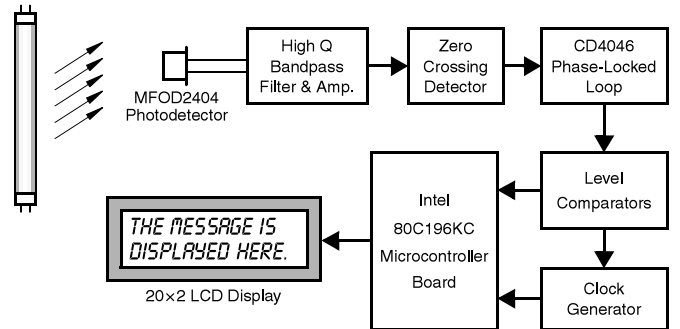 High Q
Bandpass
Filter & Amp.
Zero
Crossing
Detector
CD4046
Phase-Locked
Loop
MFOD2404
Photodetector
Level
Comparators
Intel
80C196KC
Microcontroller
Board
THE MESSAGE IS
DISPLAYED HERE.
20×2 LCD Display
Clock
Generator